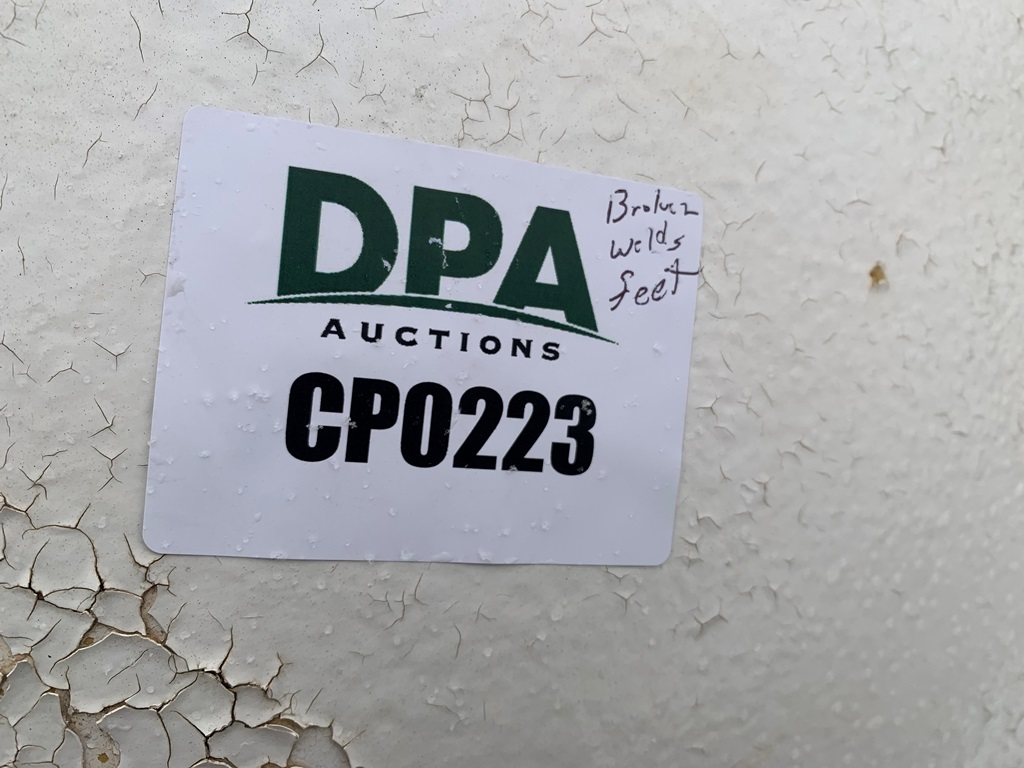 DPA
AUCTIONS
CP0223
Broken
welds
feet